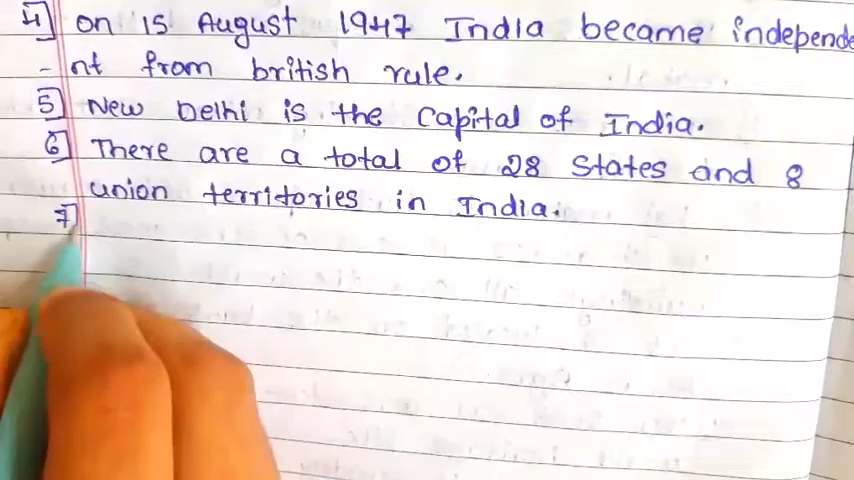 4] on 15 August 1947 India became independe
- nt from british rule.
5] New Delhi is the capital of India.
6] There are a total of 28 States and 8
union territories in India.
7]